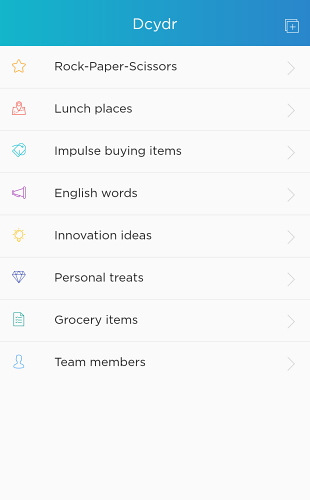 Dcydr
Rock-Paper-Scissors
Lunch places
Impulse buying items
English words
Innovation ideas
Personal treats
Grocery items
Team members